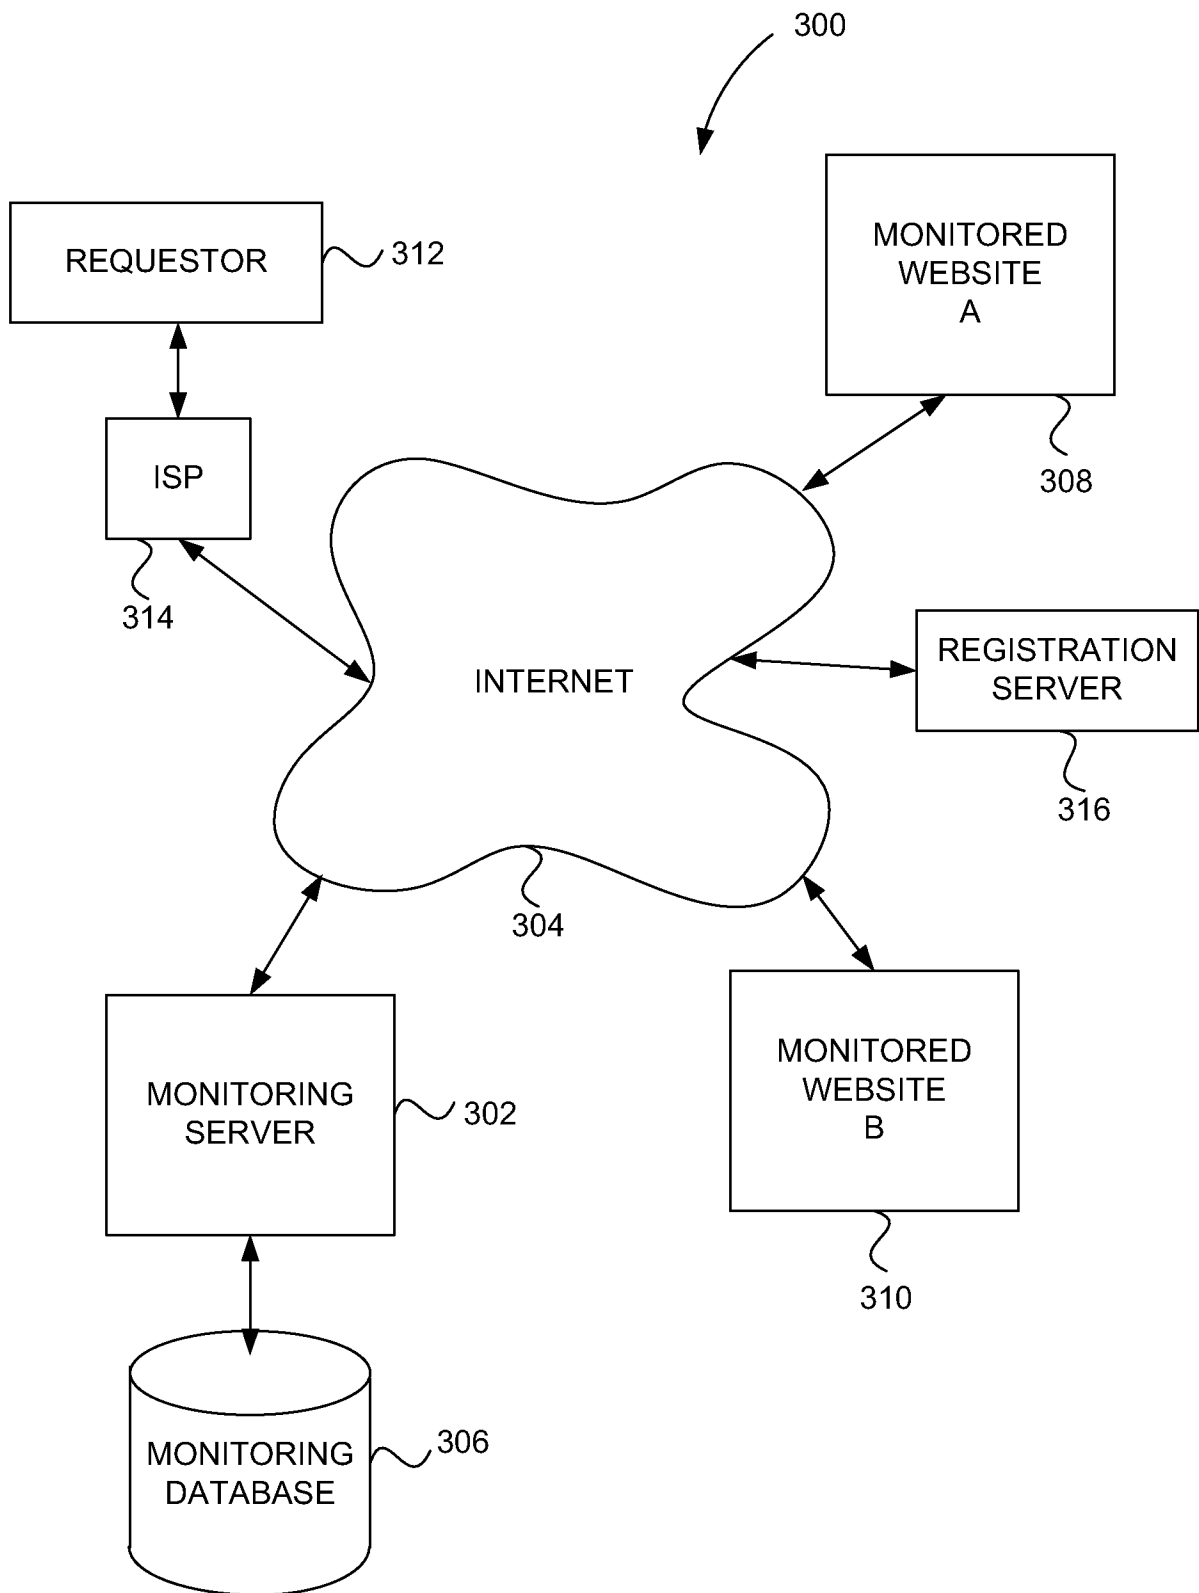 300
REQUESTOR
312
MONITORED
WEBSITE
A
308
ISP
314
INTERNET
304
REGISTRATION
SERVER
316
MONITORING
SERVER
302
MONITORED
WEBSITE
B
310
MONITORING
DATABASE
306